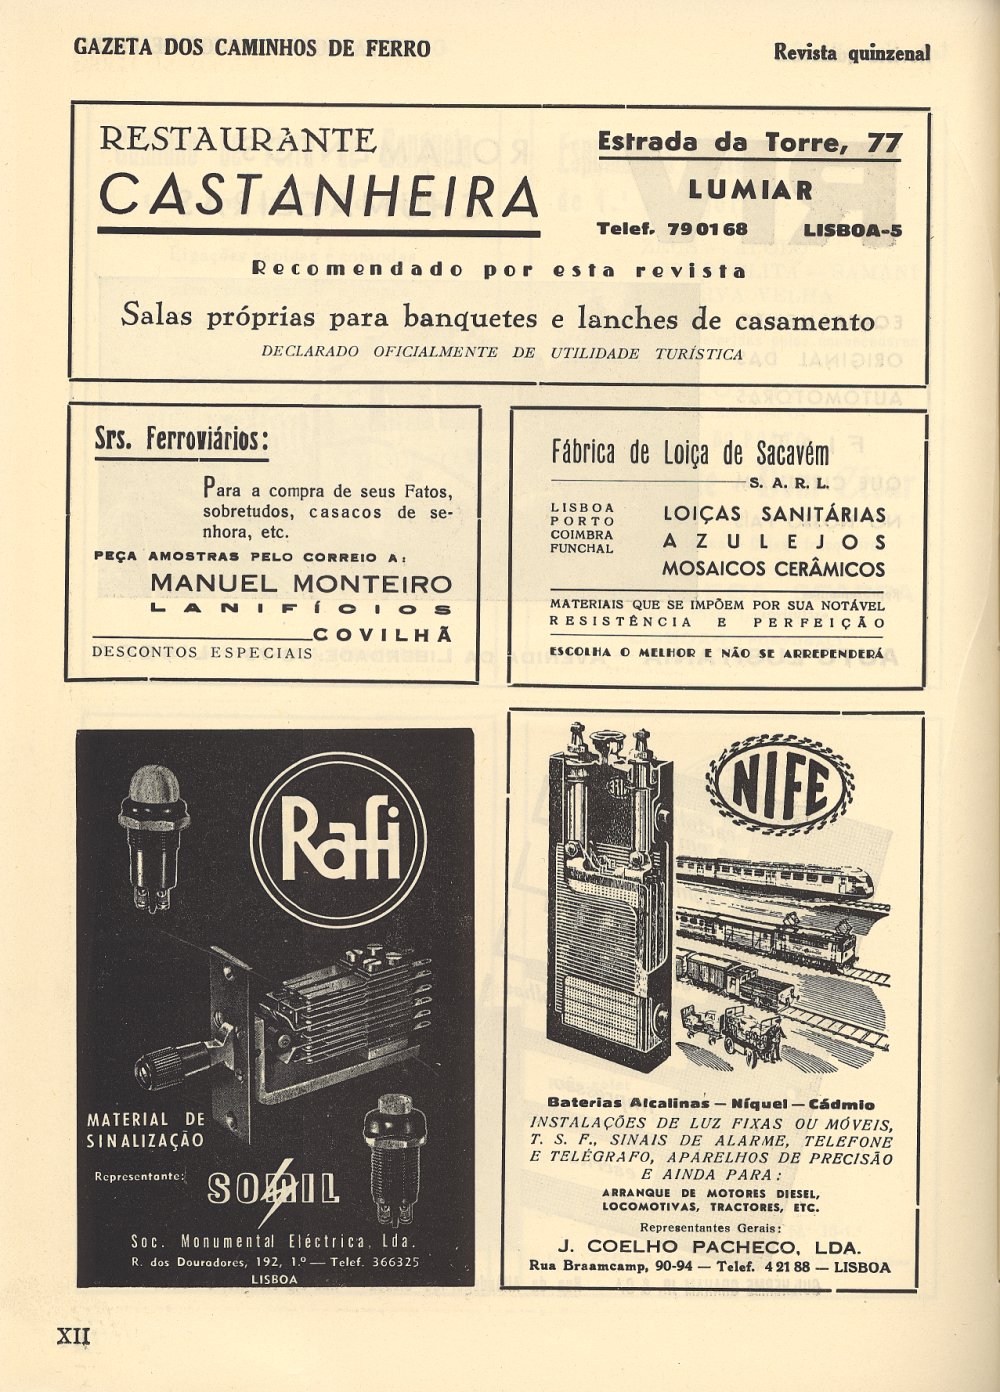 GAZETA DOS CAMINHOS DE FERRO
Revista quinzenal
RESTAURANTE
CASTANHEIRA
Estrada da Torre, 77
LUMIAR
Telef. 790168 LISBOA-5
Recomendado por esta revista
Salas próprias para banquetes e lanches de casamento
DECLARADO OFICIALMENTE DE UTILIDADE TURÍSTICA
Srs. Ferroviários:
Para a compra de seus Fatos,
sobretudos, casacos de se-
nhora, etc.
PEÇA AMOSTRAS PELO CORREIO A:
MANUEL MONTEIRO
LANIFÍCIOS
COVILHÃ
DESCONTOS ESPECIAIS
Fábrica de Loiça de Sacavém
S. A. R. L.
LISBOA
PORTO
COIMBRA
FUNCHAL
LOIÇAS SANITÁRIAS
AZULEJOS
MOSAICOS CERÂMICOS
MATERIAIS QUE SE IMPÕEM POR SUA NOTÁVEL
RESISTÊNCIA E PERFEIÇÃO
ESCOLHA O MELHOR E NÃO SE ARREPENDERÁ
Rafi
MATERIAL DE
SINALIZAÇÃO
Representante:
SOMIL
Soc. Monumental Eléctrica, Lda.
R. dos Douradores, 192, 1.º — Telef. 366325
LISBOA
NIFE
Baterias Alcalinas — Níquel — Cádmio
INSTALAÇÕES DE LUZ FIXAS OU MÓVEIS,
T. S. F., SINAIS DE ALARME, TELEFONE
E TELÉGRAFO, APARELHOS DE PRECISÃO
E AINDA PARA:
ARRANQUE DE MOTORES DIESEL,
LOCOMOTIVAS, TRACTORES, ETC.
Representantes Gerais:
J. COELHO PACHECO, LDA.
Rua Braamcamp, 90-94 — Telef. 4 21 88 — LISBOA
XII